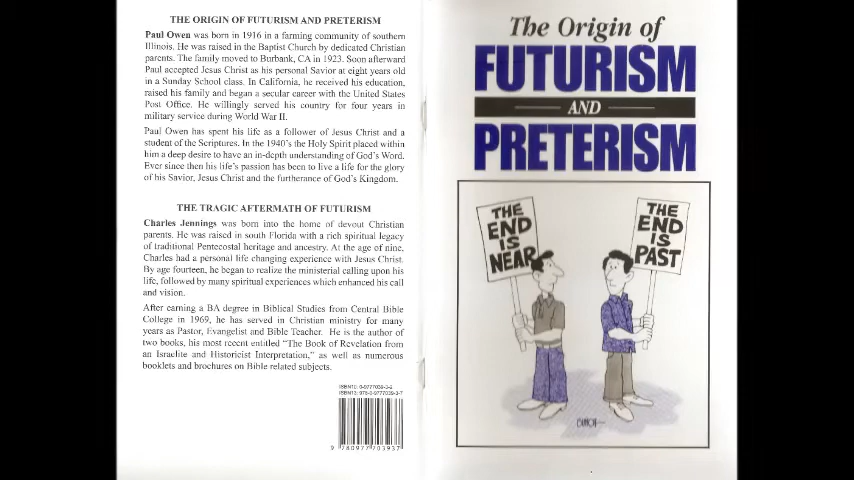 THE ORIGIN OF FUTURISM AND PRETERISM
Paul Owen was born in 1916 in a farming community of southern
Illinois. He was raised in the Baptist Church by dedicated Christian
parents. The family moved to Burbank, CA in 1923. Soon afterward
Paul accepted Jesus Christ as his personal Savior at eight years old
in a Sunday School class. In California, he received his education,
raised his family and began a secular career with the United States
Post Office. He willingly served his country for four years in
military service during World War II.
Paul Owen has spent his life as a follower of Jesus Christ and a
student of the Scriptures. In the 1940's the Holy Spirit placed within
him a deep desire to have an in-depth understanding of God's Word.
Ever since then his life's passion has been to live a life for the glory
of his Savior, Jesus Christ and the furtherance of God's Kingdom.
THE TRAGIC AFTERMATH OF FUTURISM
Charles Jennings was born into the home of devout Christian
parents. He was raised in south Florida with a rich spiritual legacy
of traditional Pentecostal heritage and ancestry. At the age of nine,
Charles had a personal life changing experience with Jesus Christ.
By age fourteen, he began to realize the ministerial calling upon his
life, followed by many spiritual experiences which enhanced his call
and vision.
After earning a BA degree in Biblical Studies from Central Bible
College in 1969, he has served in Christian ministry for many
years as Pastor, Evangelist and Bible Teacher. He is the author of
two books, his most recent entitled "The Book of Revelation from
an Israelite and Historicist Interpretation," as well as numerous
booklets and brochures on Bible related subjects.
ISBN10: 0-9777039-3-2
ISBN13: 978-0-9777039-3-7
9 780977 703937
The Origin of
FUTURISM
AND
PRETERISM
THE
END
IS
NEAR
THE
END
IS
PAST